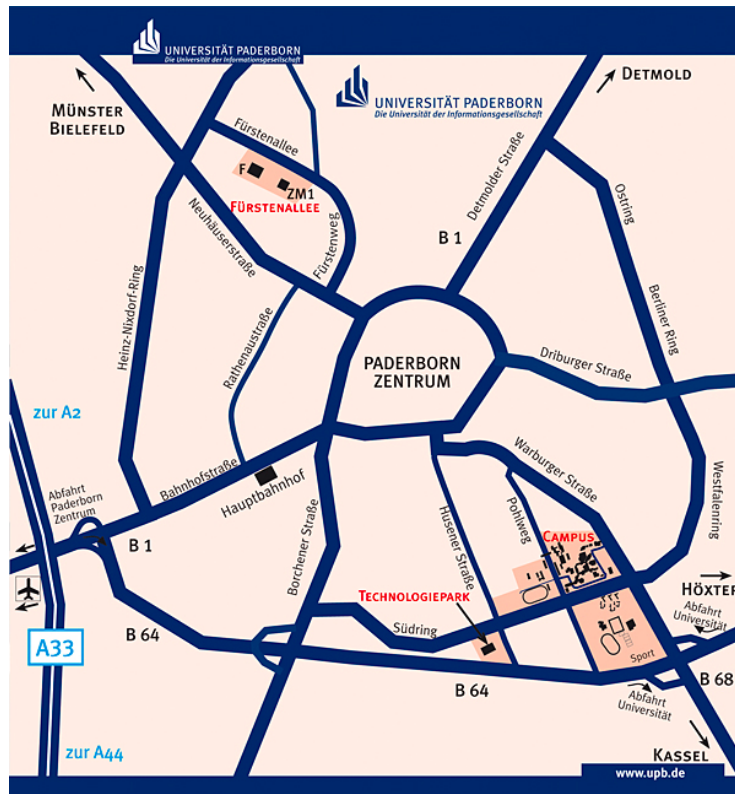 UNIVERSITÄT PADERBORN
Die Universität der Informationsgesellschaft
UNIVERSITÄT PADERBORN
Die Universität der Informationsgesellschaft
DETMOLD
MÜNSTER
BIELEFELD
Fürstenallee
F
ZM1
FÜRSTENALLEE
Detmolder Straße
Ostring
Neuhäuserstraße
Fürstenweg
B 1
Heinz-Nixdorf-Ring
Rathenaustraße
Berliner Ring
PADERBORN
ZENTRUM
Driburger Straße
zur A2
Bahnhofstraße
Warburger Straße
Westfalenring
Abfahrt
Paderborn
Zentrum
Hauptbahnhof
Borchener Straße
Husener Straße
Pohlweg
CAMPUS
B 1
HÖXTER
TECHNOLOGIEPARK
Abfahrt
Universität
B 64
Südring
A33
Sport
B 64
B 68
Abfahrt
Universität
zur A44
KASSEL
www.upb.de